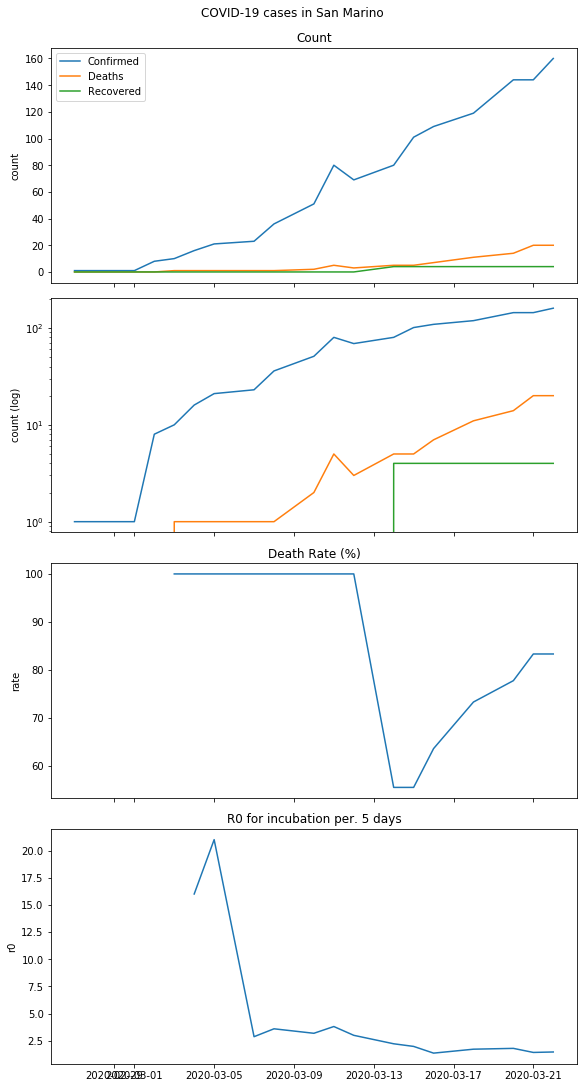 COVID-19 cases in San Marino
Count
160
140
120
100
80
60
40
20
0
count
Confirmed
Deaths
Recovered
10²
10¹
10⁰
count (log)
Death Rate (%)
100
90
80
70
60
rate
R0 for incubation per. 5 days
20.0
17.5
15.0
12.5
10.0
7.5
5.0
2.5
r0
2020-03-05 2020-03-09 2020-03-13 2020-03-17 2020-03-21